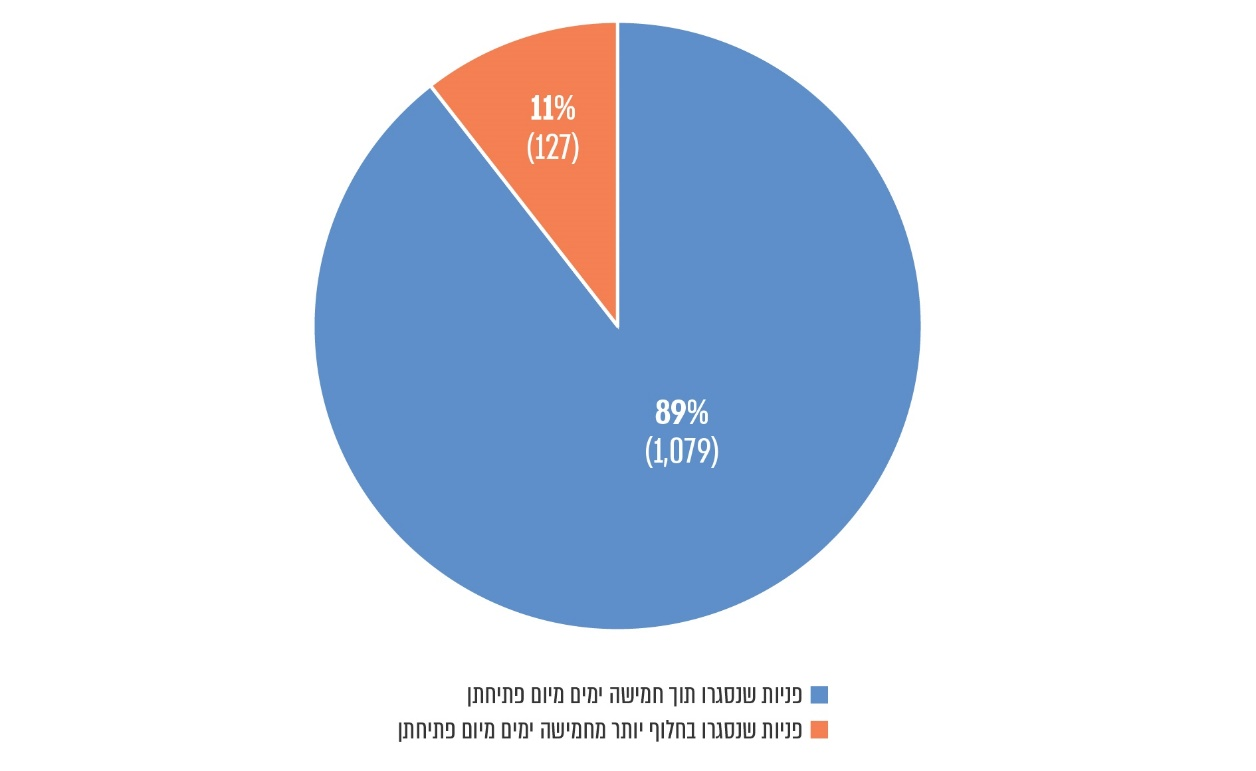 11%
(127)
89%
(1,079)
פניות שנסגרו תוך חמישה ימים מיום פתיחתן
פניות שנסגרו בחלוף יותר מחמישה ימים מיום פתיחתן